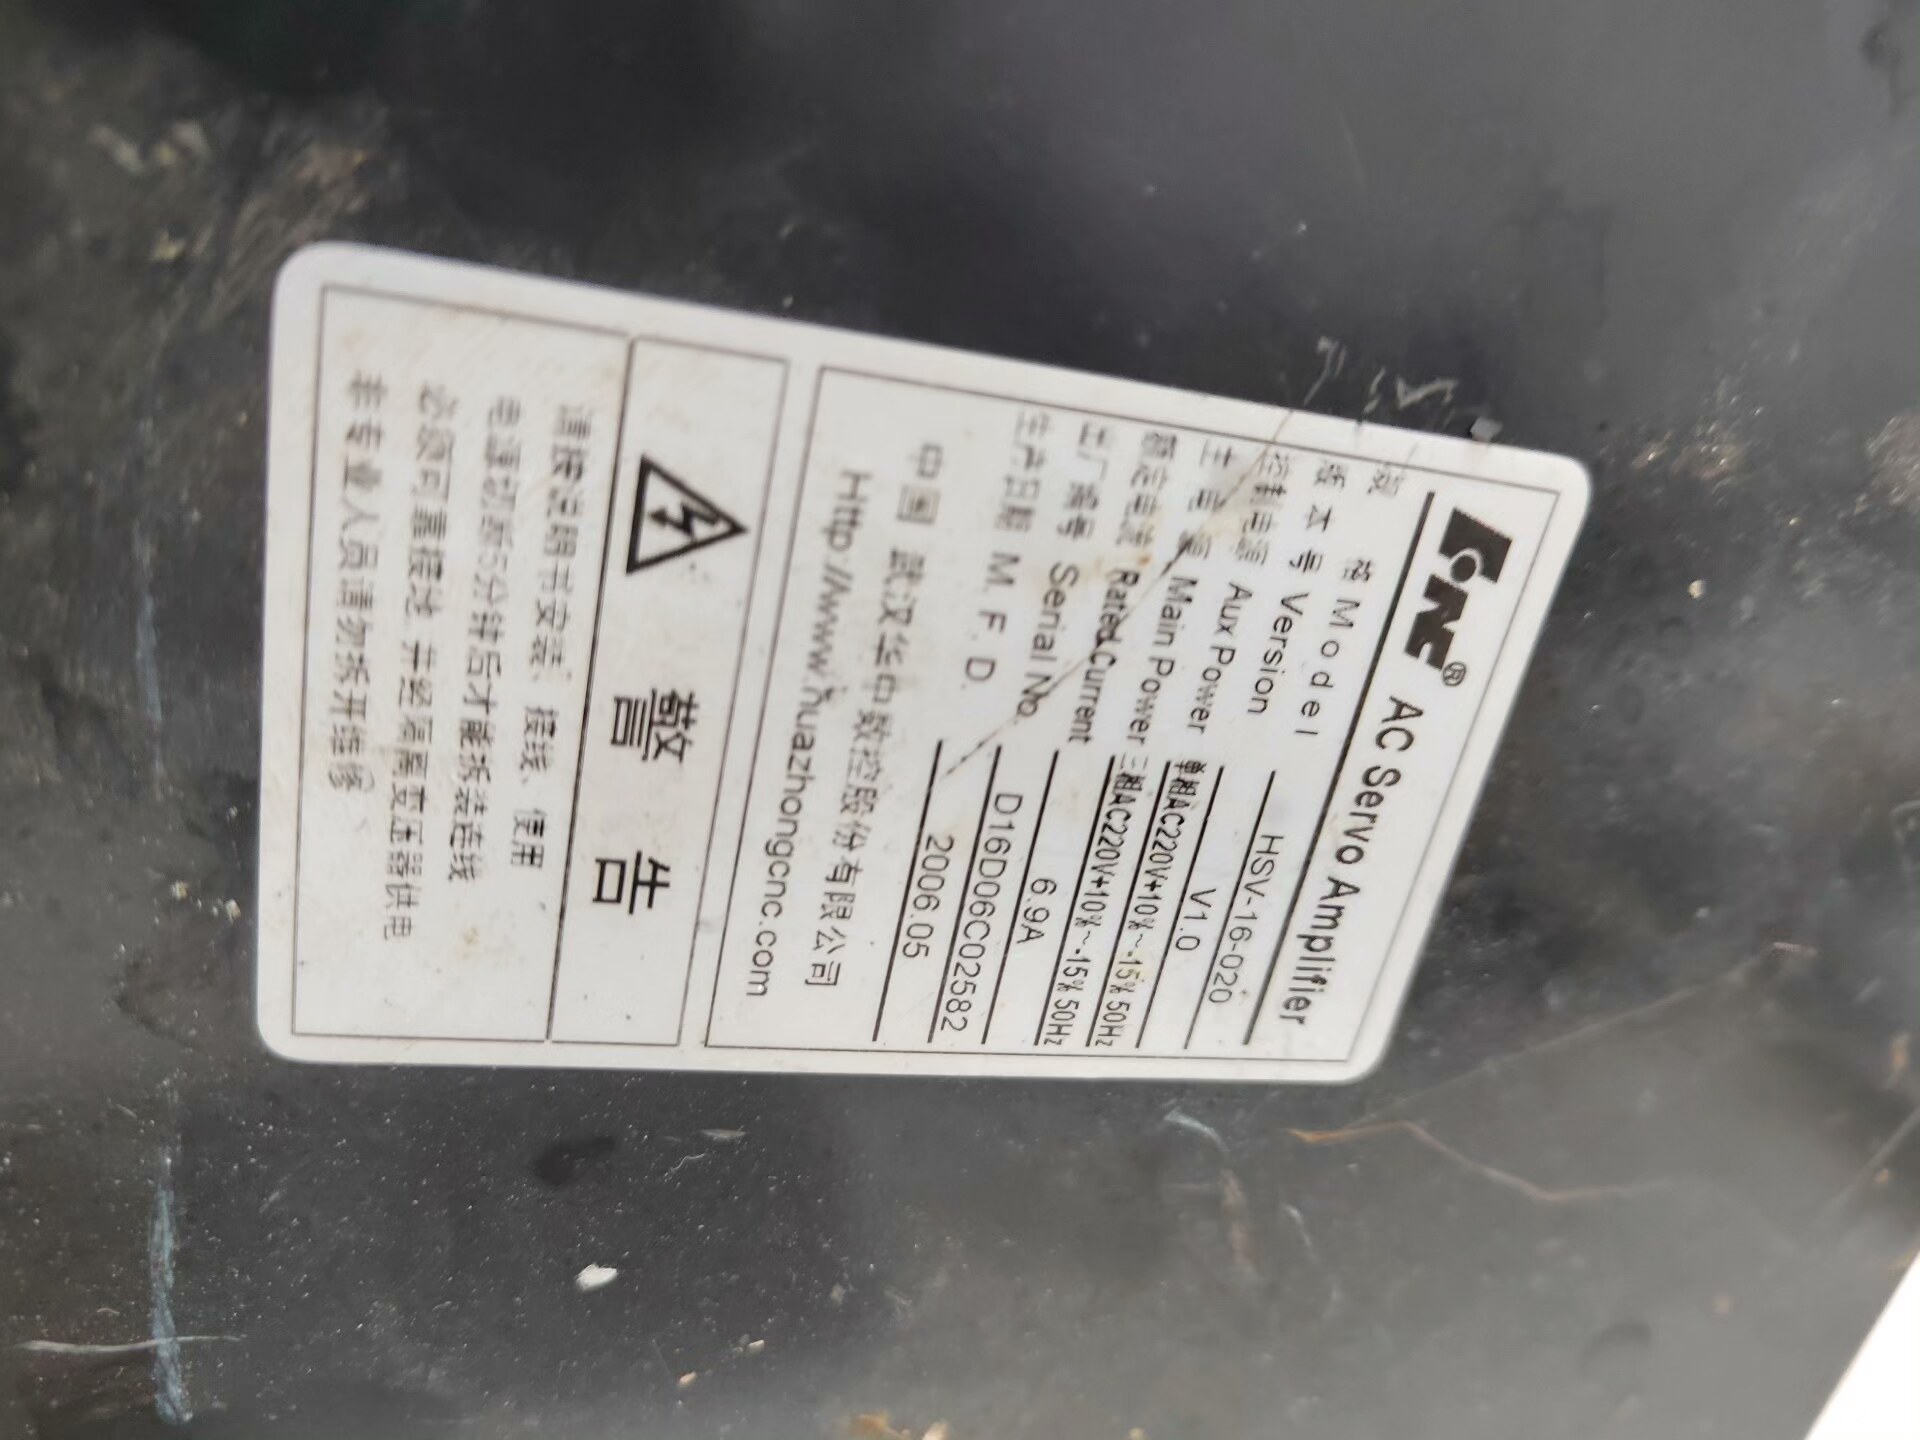 HNC® AC Servo Amplifier
规 格 Model HSV-16-020
版 本 号 Version V1.0
控制电源 Aux Power 单相AC220V+10%~-15% 50Hz
主 电 源 Main Power 三相AC220V+10%~-15% 50Hz
额定电流 Rated Current 6.9A
出厂编号 Serial No. D16D06C02582
生产日期 M. F. D. 2006.05
中国 武汉华中数控股份有限公司
Http://www.huazhongcnc.com
警 告
请按说明书安装、接线、使用
电源切断5分钟后才能拆装连线
必须可靠接地 并经隔离变压器供电
非专业人员请勿拆开维修